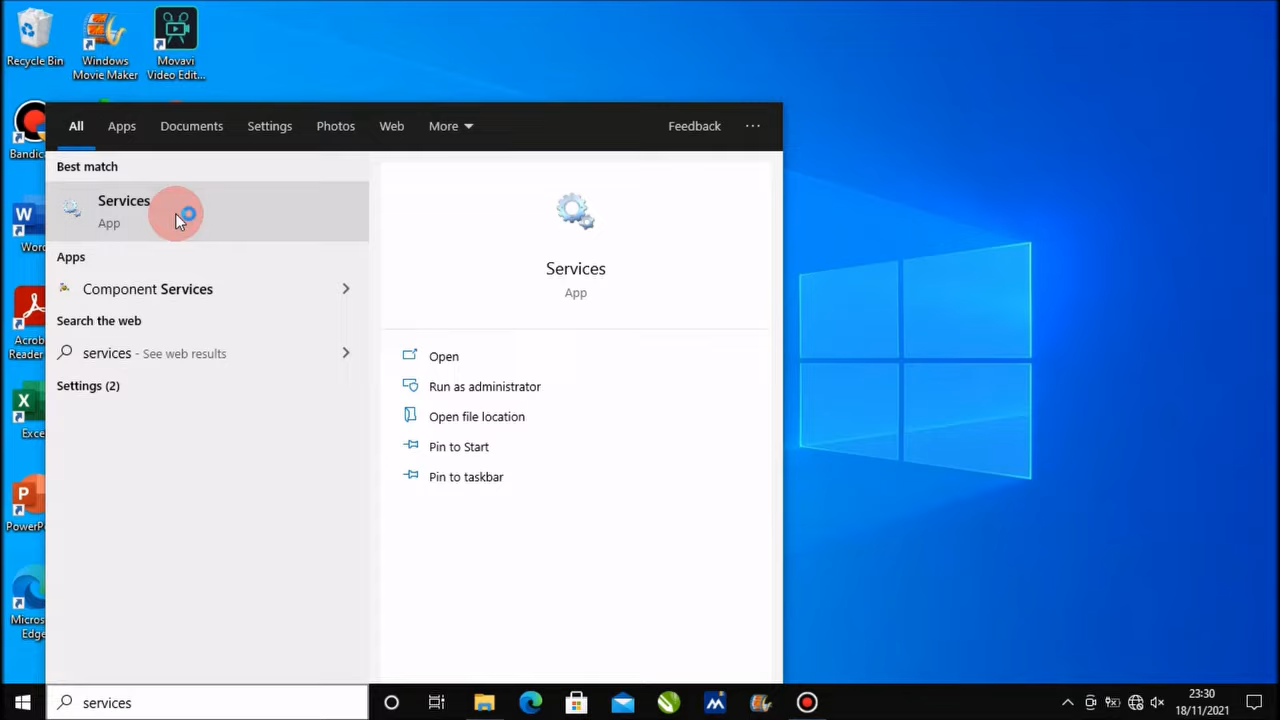 Recycle Bin
Windows
Movie Maker
Movavi
Video Edit...
All
Apps
Documents
Settings
Photos
Web
More
Feedback
Bandic
Best match
Services
App
Word
Apps
Component Services
Search the web
services - See web results
Settings (2)
Services
App
Open
Run as administrator
Open file location
Pin to Start
Pin to taskbar
Acrob
Reader
Exce
PowerP
Micros
Edge
services
23:30
18/11/2021